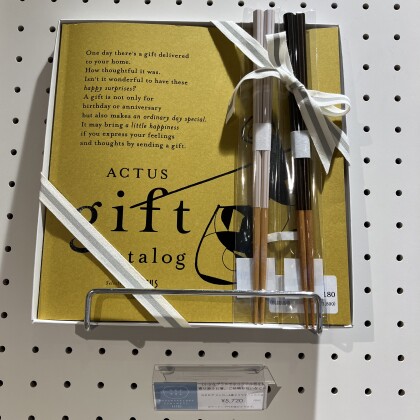 One day there's a gift delivered
to your home.
How thoughtful it was.
Isn't it wonderful to have these
happy surprises?
A gift is not only for
birthday or anniversary
but also makes an ordinary day special.
It may bring a little happiness
if you express your feelings
and thoughts by sending a gift.
ACTUS
gift
talog
180
¥5,720